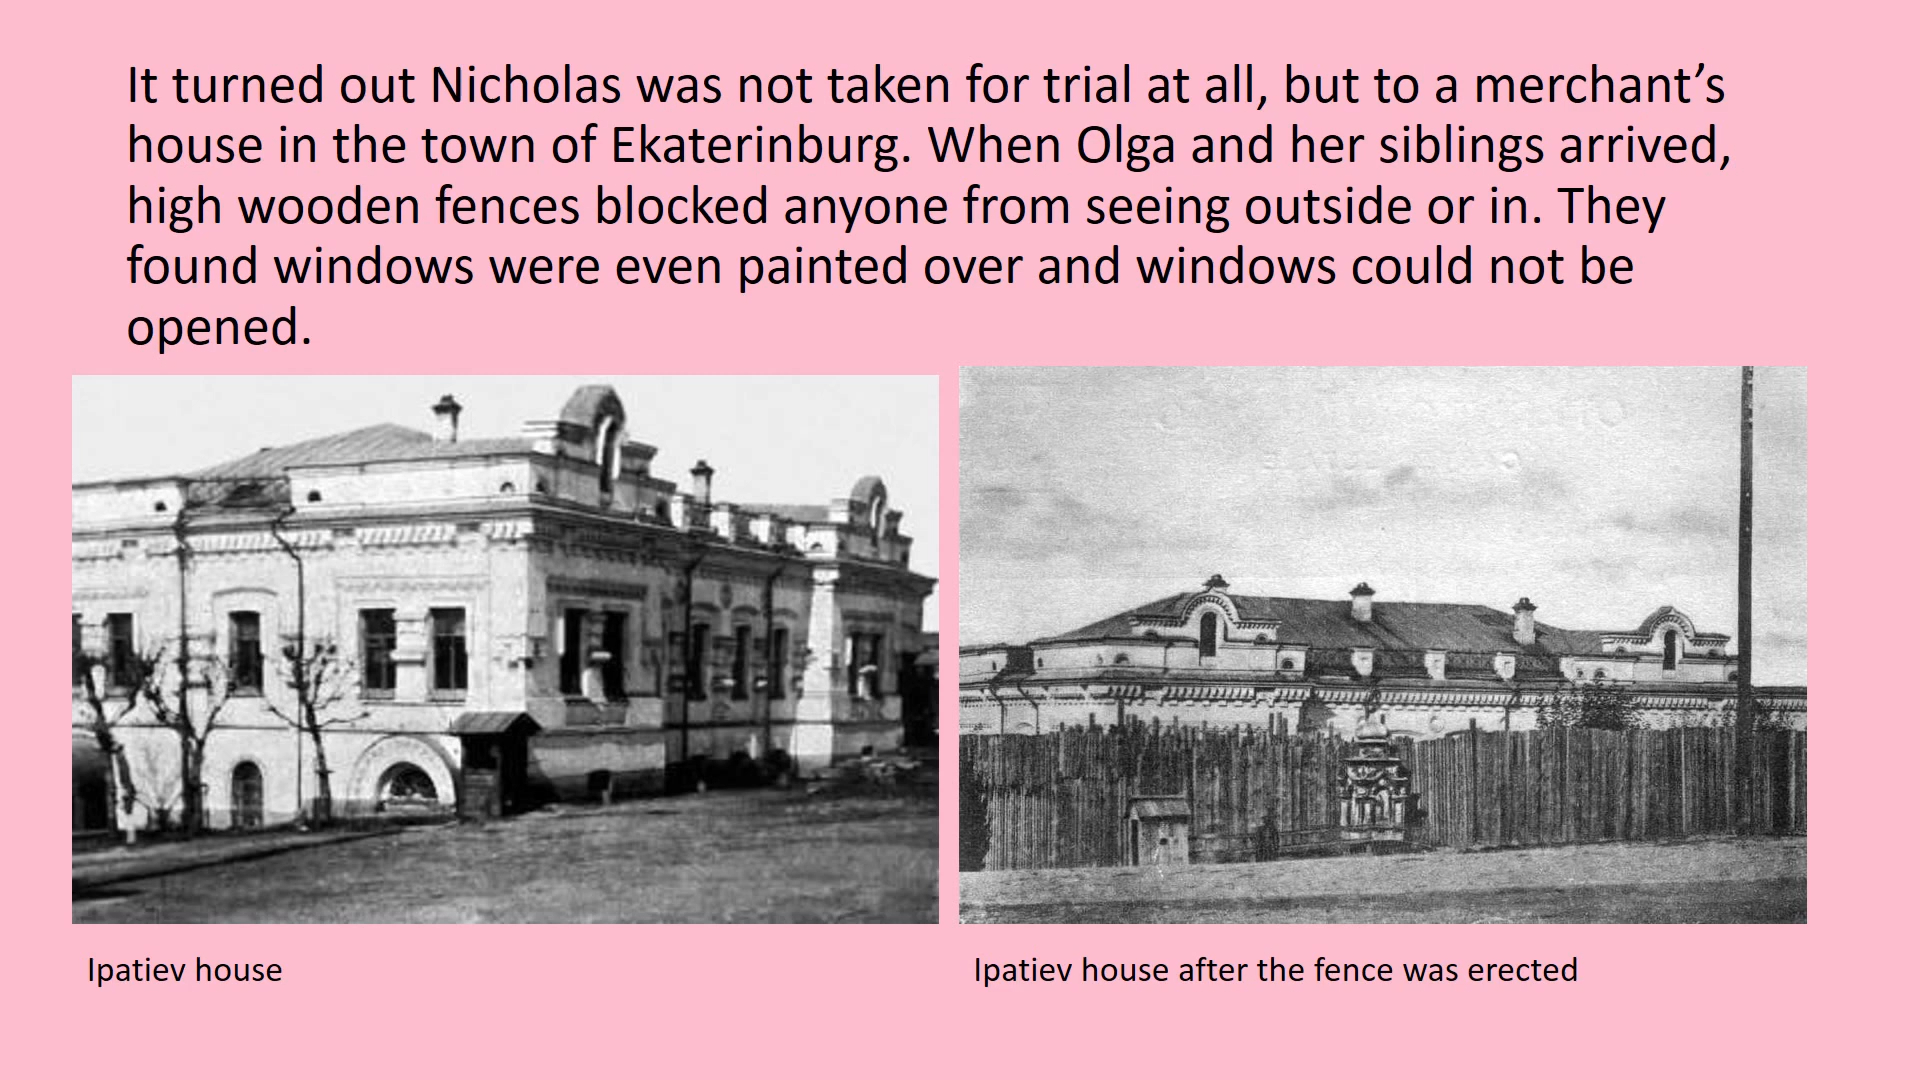 It turned out Nicholas was not taken for trial at all, but to a merchant’s
house in the town of Ekaterinburg. When Olga and her siblings arrived,
high wooden fences blocked anyone from seeing outside or in. They
found windows were even painted over and windows could not be
opened.
Ipatiev house
Ipatiev house after the fence was erected